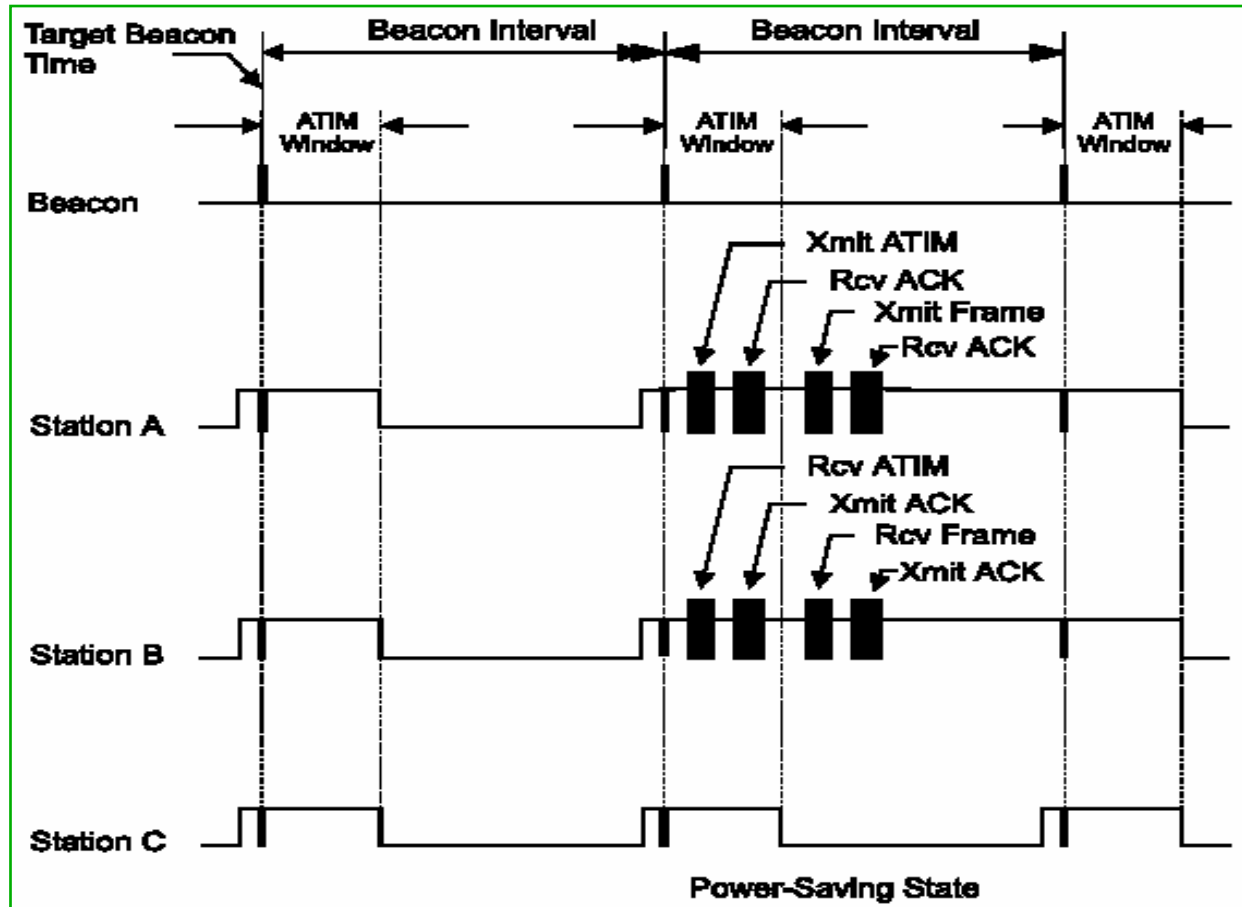 Target Beacon
Time
Beacon Interval
Beacon Interval
ATIM
Window
ATIM
Window
ATIM
Window
Beacon
Xmit ATIM
Rcv ACK
Xmit Frame
Rcv ACK
Station A
Rcv ATIM
Xmit ACK
Rcv Frame
Xmit ACK
Station B
Station C
Power-Saving State